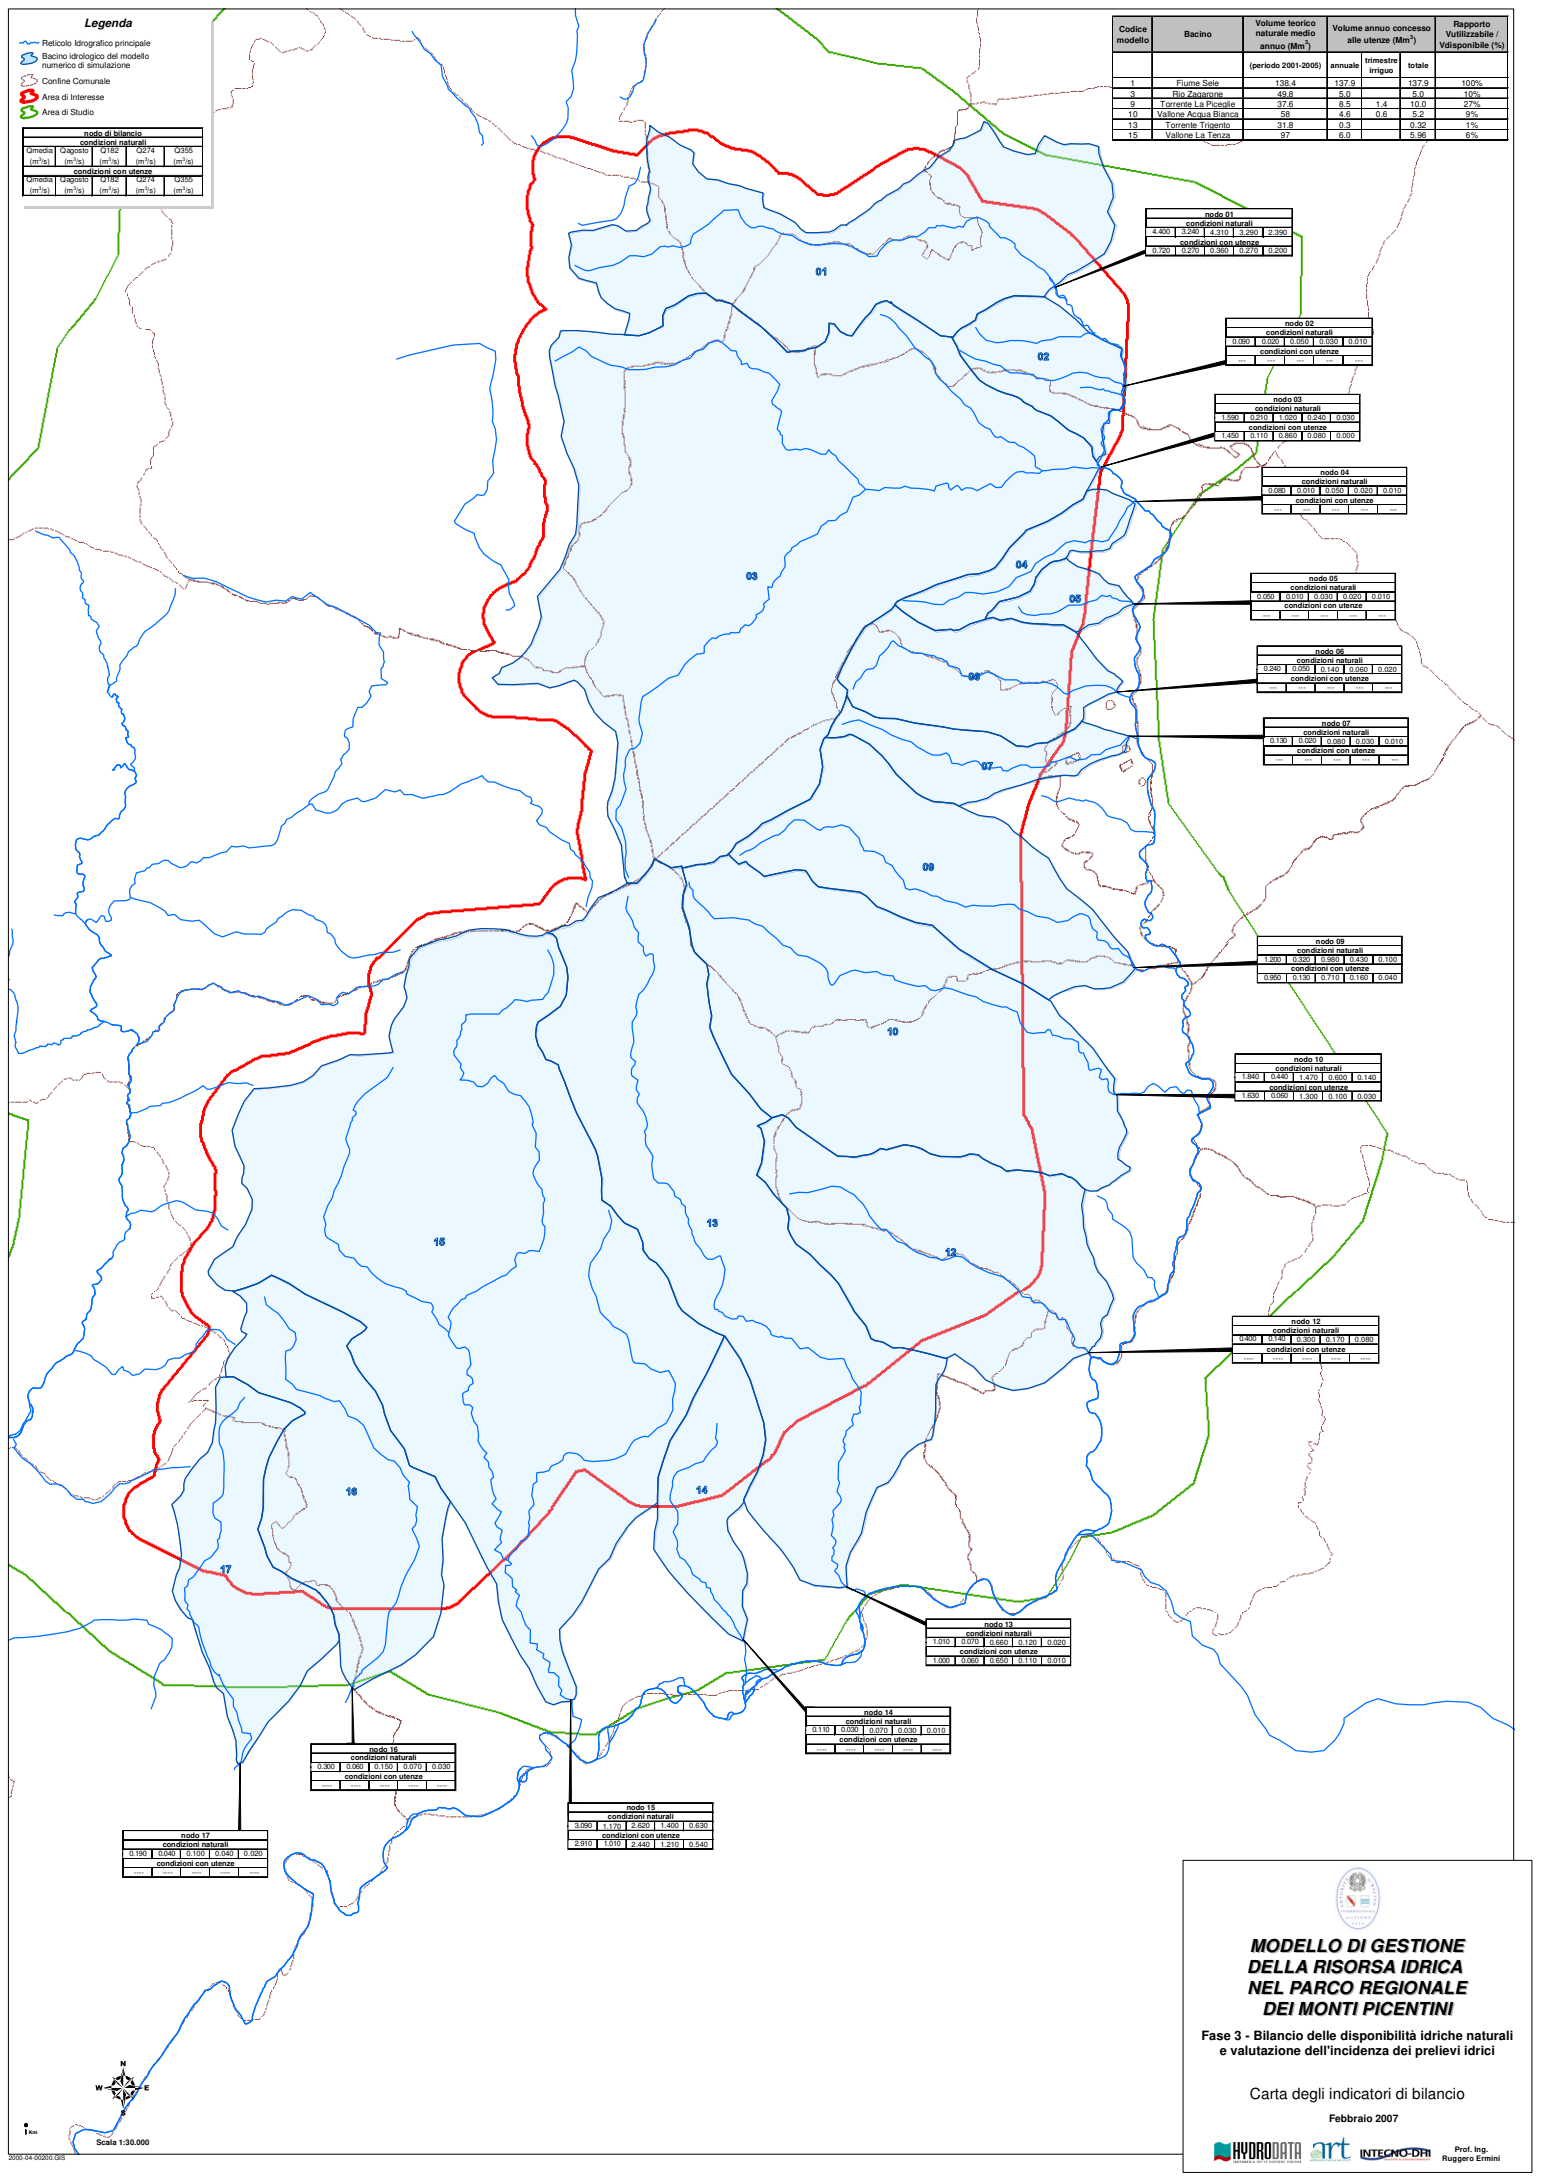 Legenda
Reticolo Idrografico principale
Bacino idrologico del modello
numerico di simulazione
Confine Comunale
Area di Interesse
Area di Studio
nodo di bilancio
condizioni naturali
Qmedia Qagosto Q182 Q274 Q355
(m³/s) (m³/s) (m³/s) (m³/s) (m³/s)
condizioni con utenze
Qmedia Qagosto Q182 Q274 Q355
(m³/s) (m³/s) (m³/s) (m³/s) (m³/s)
Codice modello Bacino Volume teorico naturale medio annuo (Mm³) Volume annuo concesso alle utenze (Mm³) Rapporto Vutilizzabile / Vdisponibile (%)
(periodo 2001-2005) annuale trimestre irriguo totale
1 Fiume Sele 138.4 137.9 137.9 100%
3 Rio Zagarone 49.8 5.0 5.0 10%
9 Torrente La Piceglie 37.6 8.5 1.4 10.0 27%
10 Vallone Acqua Bianca 58 4.6 0.6 5.2 9%
13 Torrente Trigento 31.8 0.3 0.32 1%
15 Vallone La Tenza 97 6.0 5.96 6%
nodo 01
condizioni naturali
4.400 3.240 4.310 3.290 2.390
condizioni con utenze
0.720 0.270 0.360 0.270 0.200
01
nodo 02
condizioni naturali
0.090 0.020 0.050 0.030 0.010
condizioni con utenze
--- --- --- --- ---
02
nodo 03
condizioni naturali
1.590 0.210 1.020 0.240 0.030
condizioni con utenze
1.450 0.110 0.860 0.080 0.000
nodo 04
condizioni naturali
0.080 0.010 0.050 0.020 0.010
condizioni con utenze
--- --- --- --- ---
04
03
nodo 05
condizioni naturali
0.050 0.010 0.030 0.020 0.010
condizioni con utenze
--- --- --- --- ---
05
nodo 06
condizioni naturali
0.240 0.050 0.140 0.060 0.020
condizioni con utenze
--- --- --- --- ---
06
nodo 07
condizioni naturali
0.130 0.020 0.080 0.030 0.010
condizioni con utenze
--- --- --- --- ---
07
09
nodo 09
condizioni naturali
1.200 0.320 0.980 0.430 0.100
condizioni con utenze
0.950 0.130 0.710 0.160 0.040
10
nodo 10
condizioni naturali
1.840 0.440 1.470 0.600 0.140
condizioni con utenze
1.630 0.060 1.300 0.100 0.030
13
15
12
nodo 12
condizioni naturali
0.400 0.140 0.300 0.170 0.080
condizioni con utenze
---- ---- ---- ---- ----
14
16
17
nodo 13
condizioni naturali
1.010 0.070 0.660 0.120 0.020
condizioni con utenze
1.000 0.060 0.650 0.110 0.010
nodo 14
condizioni naturali
0.110 0.030 0.070 0.030 0.010
condizioni con utenze
---- ---- ---- ---- ----
nodo 16
condizioni naturali
0.300 0.060 0.150 0.070 0.030
condizioni con utenze
---- ---- ---- ---- ----
nodo 15
condizioni naturali
3.090 1.170 2.620 1.400 0.630
condizioni con utenze
2.910 1.010 2.440 1.210 0.540
nodo 17
condizioni naturali
0.190 0.040 0.100 0.040 0.020
condizioni con utenze
---- ---- ---- ---- ----
MODELLO DI GESTIONE
DELLA RISORSA IDRICA
NEL PARCO REGIONALE
DEI MONTI PICENTINI
Fase 3 - Bilancio delle disponibilità idriche naturali
e valutazione dell'incidenza dei prelievi idrici
Carta degli indicatori di bilancio
Febbraio 2007
HYDRODATA
art
INTECNO-DHI
Prof. Ing.
Ruggero Ermini
N
W E
S
Km
Scala 1:30.000
2000-04-00200.GIS